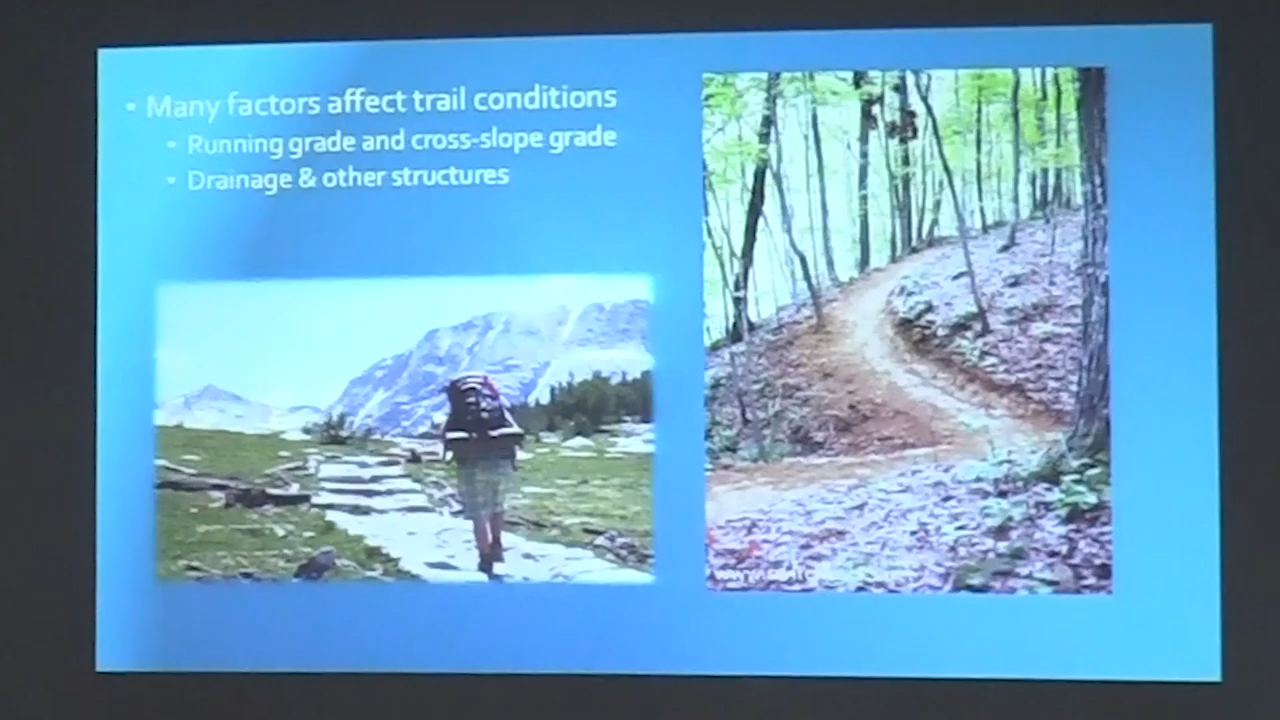 • Many factors affect trail conditions
• Running grade and cross-slope grade
• Drainage & other structures